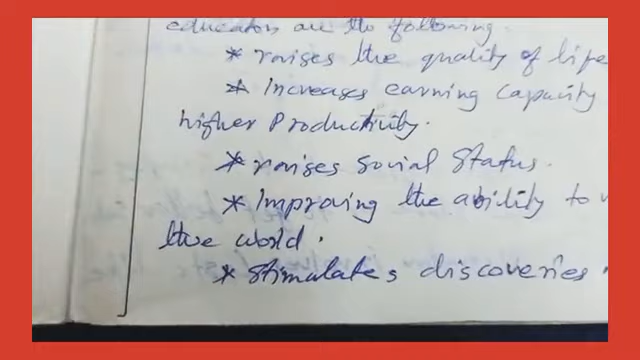 educators are the following.
* raises the quality of life
* Increases earning capacity
higher Productivity.
* raises Social Status.
* Improving the ability to
the world.
* Stimulates discoveries